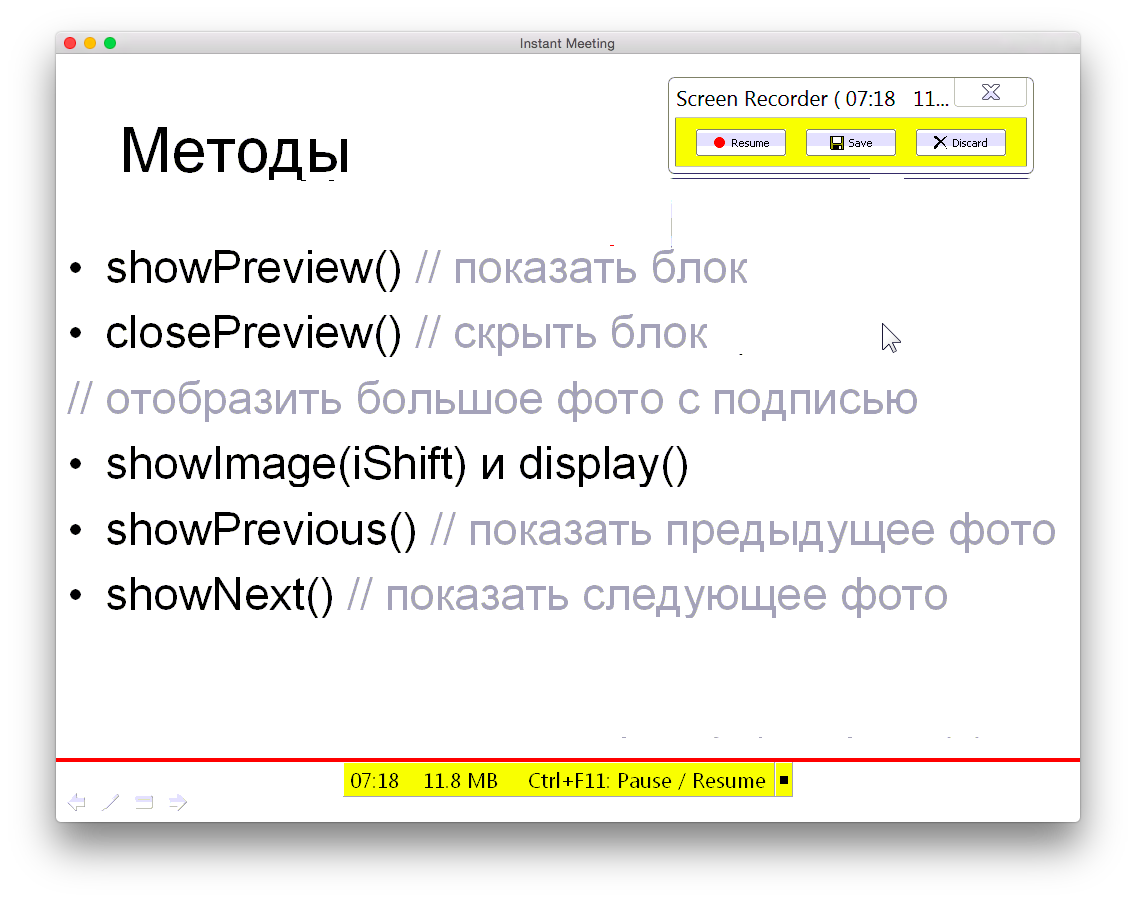 Instant Meeting
Screen Recorder ( 07:18 11...
Resume Save Discard
Методы
• showPreview() // показать блок
• closePreview() // скрыть блок
// отобразить большое фото с подписью
• showImage(iShift) и display()
• showPrevious() // показать предыдущее фото
• showNext() // показать следующее фото
07:18 11.8 MB Ctrl+F11: Pause / Resume